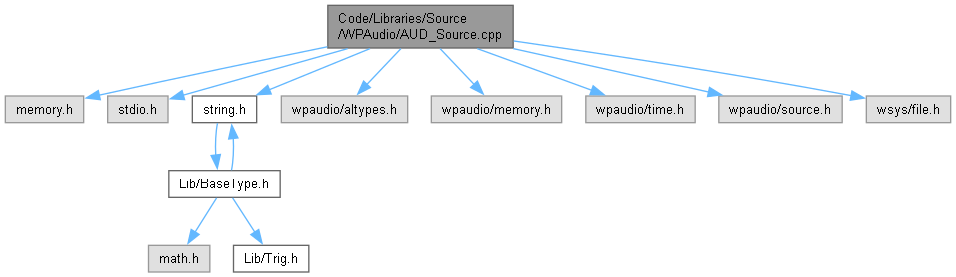 Code/Libraries/Source
/WPAudio/AUD_Source.cpp
memory.h
stdio.h
string.h
wpaudio/altypes.h
wpaudio/memory.h
wpaudio/time.h
wpaudio/source.h
wsys/file.h
Lib/BaseType.h
math.h
Lib/Trig.h